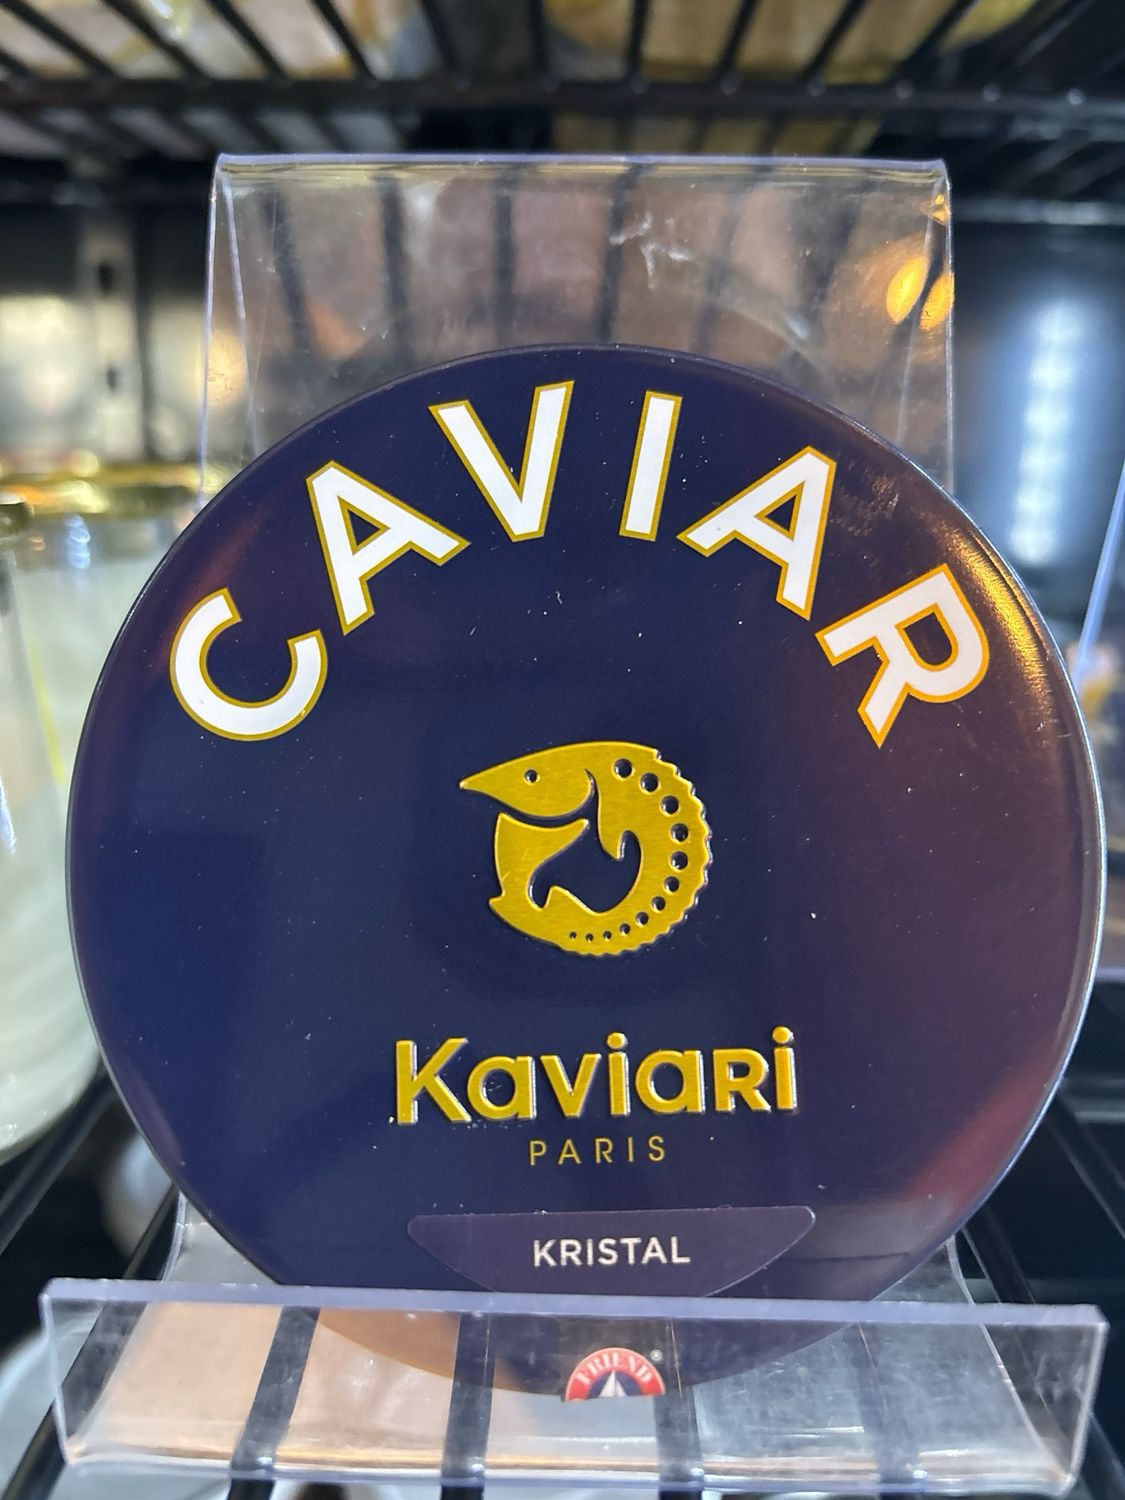 CAVIAR
KaviaRi
PARIS
KRISTAL
FRIEND
®